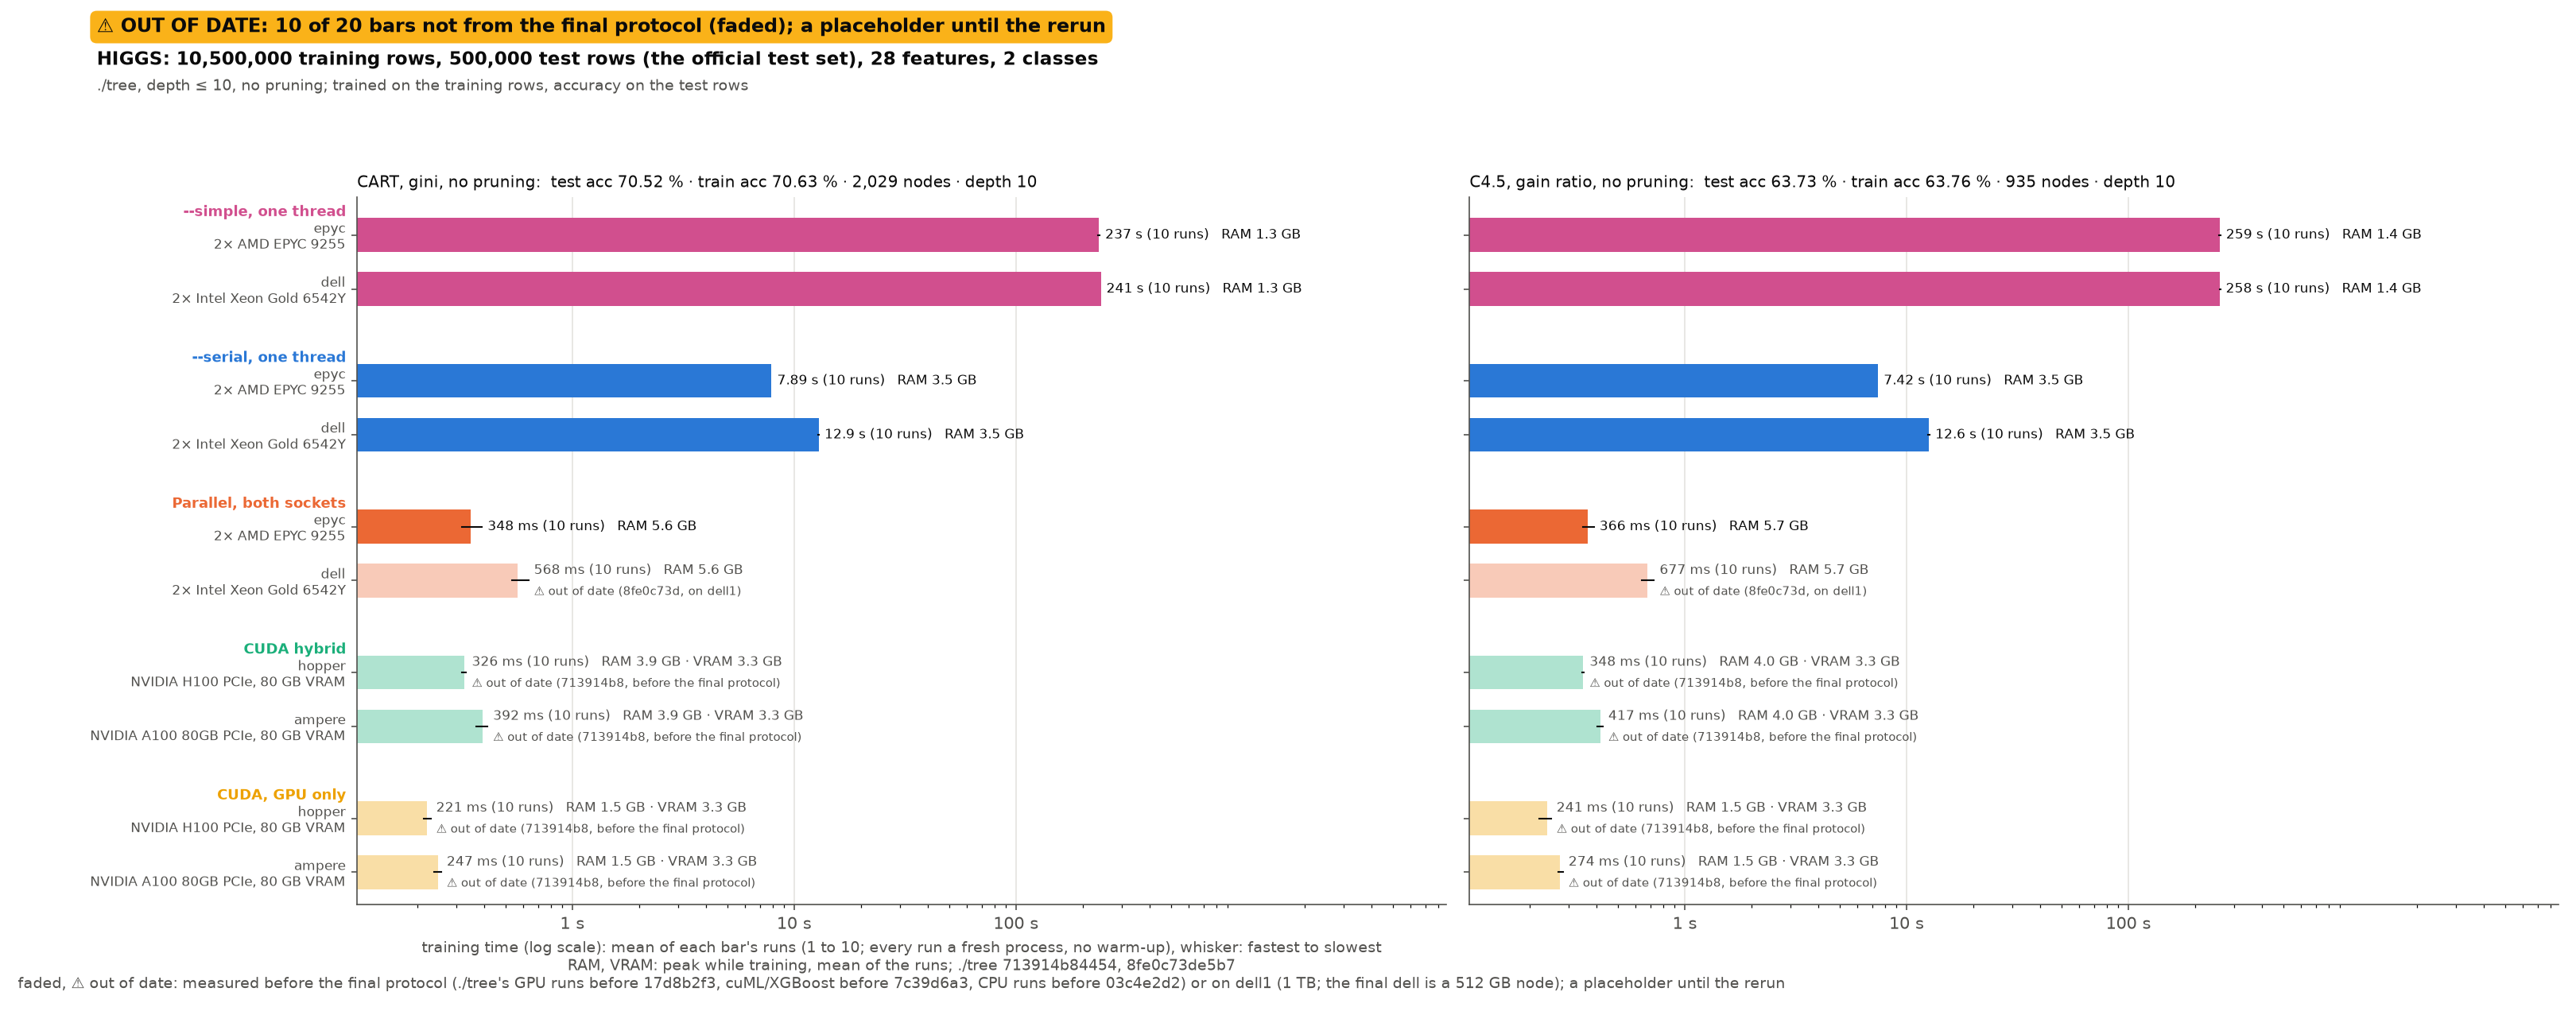 ⚠ OUT OF DATE: 10 of 20 bars not from the final protocol (faded); a placeholder until the rerun
HIGGS: 10,500,000 training rows, 500,000 test rows (the official test set), 28 features, 2 classes
./tree, depth ≤ 10, no pruning; trained on the training rows, accuracy on the test rows
CART, gini, no pruning:  test acc 70.52 % · train acc 70.63 % · 2,029 nodes · depth 10
--simple, one thread
epyc
2× AMD EPYC 9255
237 s (10 runs)   RAM 1.3 GB
dell
2× Intel Xeon Gold 6542Y
241 s (10 runs)   RAM 1.3 GB
--serial, one thread
epyc
2× AMD EPYC 9255
7.89 s (10 runs)   RAM 3.5 GB
dell
2× Intel Xeon Gold 6542Y
12.9 s (10 runs)   RAM 3.5 GB
Parallel, both sockets
epyc
2× AMD EPYC 9255
348 ms (10 runs)   RAM 5.6 GB
dell
2× Intel Xeon Gold 6542Y
568 ms (10 runs)   RAM 5.6 GB
⚠ out of date (8fe0c73d, on dell1)
CUDA hybrid
hopper
NVIDIA H100 PCIe, 80 GB VRAM
326 ms (10 runs)   RAM 3.9 GB · VRAM 3.3 GB
⚠ out of date (713914b8, before the final protocol)
ampere
NVIDIA A100 80GB PCIe, 80 GB VRAM
392 ms (10 runs)   RAM 3.9 GB · VRAM 3.3 GB
⚠ out of date (713914b8, before the final protocol)
CUDA, GPU only
hopper
NVIDIA H100 PCIe, 80 GB VRAM
221 ms (10 runs)   RAM 1.5 GB · VRAM 3.3 GB
⚠ out of date (713914b8, before the final protocol)
ampere
NVIDIA A100 80GB PCIe, 80 GB VRAM
247 ms (10 runs)   RAM 1.5 GB · VRAM 3.3 GB
⚠ out of date (713914b8, before the final protocol)
1 s 10 s 100 s
C4.5, gain ratio, no pruning:  test acc 63.73 % · train acc 63.76 % · 935 nodes · depth 10
259 s (10 runs)   RAM 1.4 GB
258 s (10 runs)   RAM 1.4 GB
7.42 s (10 runs)   RAM 3.5 GB
12.6 s (10 runs)   RAM 3.5 GB
366 ms (10 runs)   RAM 5.7 GB
677 ms (10 runs)   RAM 5.7 GB
⚠ out of date (8fe0c73d, on dell1)
348 ms (10 runs)   RAM 4.0 GB · VRAM 3.3 GB
⚠ out of date (713914b8, before the final protocol)
417 ms (10 runs)   RAM 4.0 GB · VRAM 3.3 GB
⚠ out of date (713914b8, before the final protocol)
241 ms (10 runs)   RAM 1.5 GB · VRAM 3.3 GB
⚠ out of date (713914b8, before the final protocol)
274 ms (10 runs)   RAM 1.5 GB · VRAM 3.3 GB
⚠ out of date (713914b8, before the final protocol)
1 s 10 s 100 s
training time (log scale): mean of each bar's runs (1 to 10; every run a fresh process, no warm-up), whisker: fastest to slowest
RAM, VRAM: peak while training, mean of the runs; ./tree 713914b84454, 8fe0c73de5b7
faded, ⚠ out of date: measured before the final protocol (./tree's GPU runs before 17d8b2f3, cuML/XGBoost before 7c39d6a3, CPU runs before 03c4e2d2) or on dell1 (1 TB; the final dell is a 512 GB node); a placeholder until the rerun